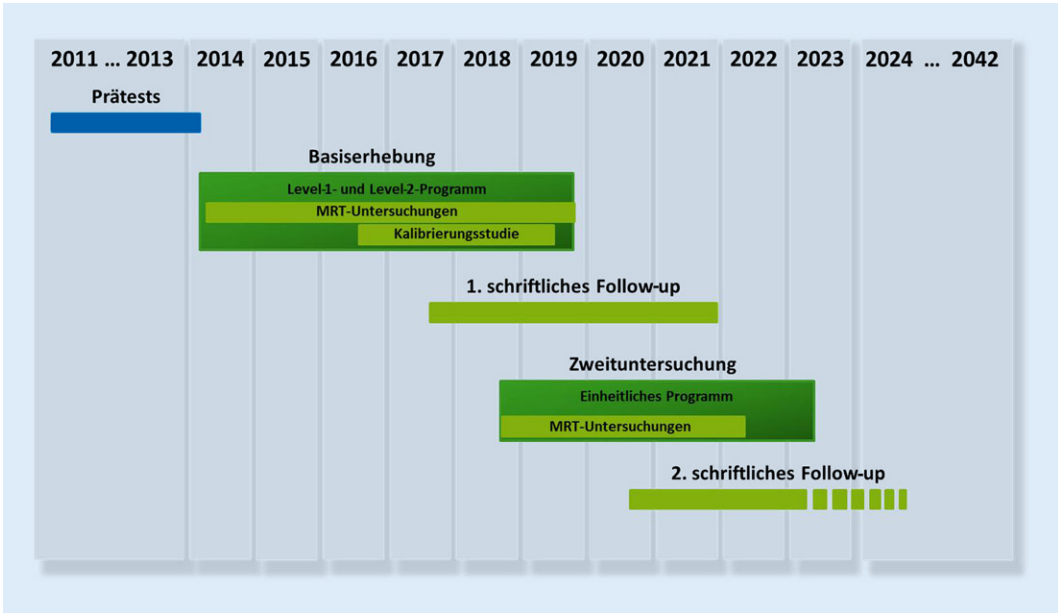 2011 ... 2013 2014 2015 2016 2017 2018 2019 2020 2021 2022 2023 2024 ... 2042
Prätests
Basiserhebung
Level-1- und Level-2-Programm
MRT-Untersuchungen
Kalibrierungsstudie
1. schriftliches Follow-up
Zweituntersuchung
Einheitliches Programm
MRT-Untersuchungen
2. schriftliches Follow-up